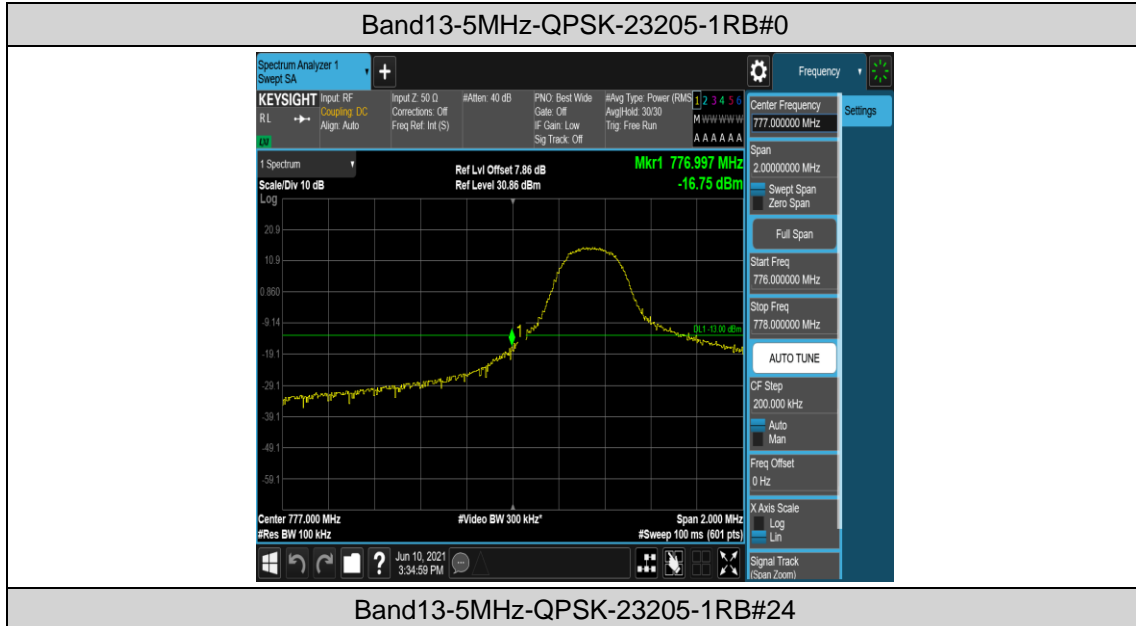 Band13-5MHz-QPSK-23205-1RB#0
Spectrum Analyzer 1
Swept SA
Frequency
KEYSIGHT
RL
LXI
Input: RF
Coupling: DC
Align: Auto
Input Z: 50 Ω
Corrections: Off
Freq Ref: Int (S)
#Atten: 40 dB
PNO: Best Wide
Gate: Off
IF Gain: Low
Sig Track: Off
#Avg Type: Power (RMS
Avg|Hold: 30/30
Trig: Free Run
1 2 3 4 5 6
M W W W W W
A A A A A A
1 Spectrum
Scale/Div 10 dB
Log
Ref Lvl Offset 7.86 dB
Ref Level 30.86 dBm
Mkr1 776.997 MHz
-16.75 dBm
20.9
10.9
0.860
-9.14
-19.1
-29.1
-39.1
-49.1
-59.1
1
DL1 -13.00 dBm
Center 777.000 MHz
#Res BW 100 kHz
#Video BW 300 kHz*
Span 2.000 MHz
#Sweep 100 ms (601 pts)
Center Frequency
777.000000 MHz
Settings
Span
2.00000000 MHz
Swept Span
Zero Span
Full Span
Start Freq
776.000000 MHz
Stop Freq
778.000000 MHz
AUTO TUNE
CF Step
200.000 kHz
Auto
Man
Freq Offset
0 Hz
X Axis Scale
Log
Lin
Signal Track
(Span Zoom)
?
Jun 10, 2021
3:34:59 PM
Band13-5MHz-QPSK-23205-1RB#24